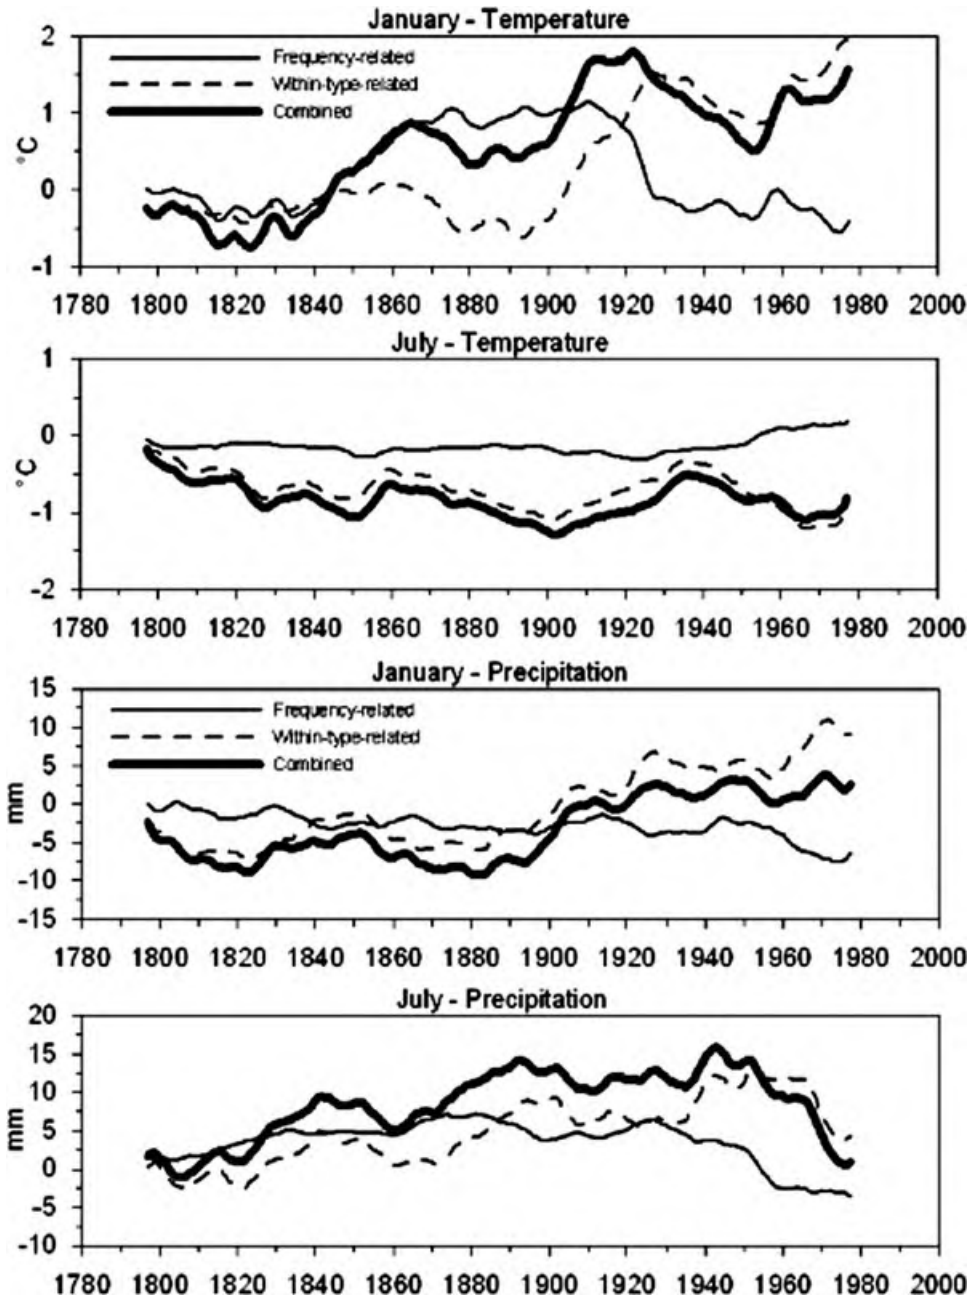 January - Temperature
2
1
0
-1
°C
Frequency-related
Within-type-related
Combined
1780 1800 1820 1840 1860 1880 1900 1920 1940 1960 1980 2000
July - Temperature
1
0
-1
-2
°C
1780 1800 1820 1840 1860 1880 1900 1920 1940 1960 1980 2000
January - Precipitation
15
10
5
0
-5
-10
-15
mm
Frequency-related
Within-type-related
Combined
1780 1800 1820 1840 1860 1880 1900 1920 1940 1960 1980 2000
July - Precipitation
20
15
10
5
0
-5
-10
mm
1780 1800 1820 1840 1860 1880 1900 1920 1940 1960 1980 2000